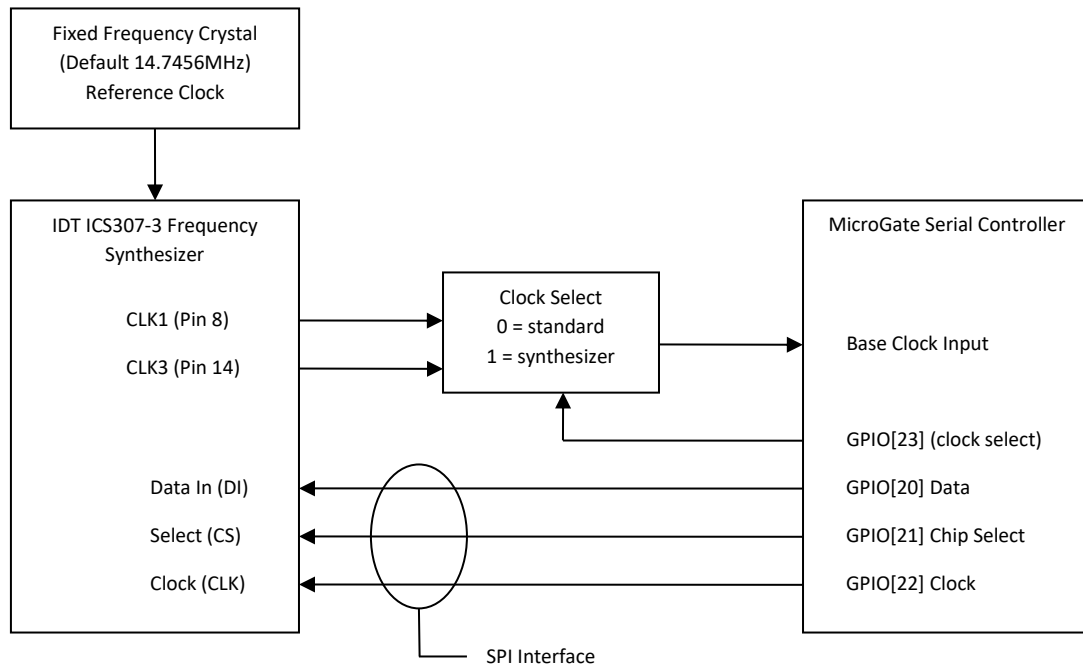 Fixed Frequency Crystal
(Default 14.7456MHz)
Reference Clock
IDT ICS307-3 Frequency
Synthesizer
MicroGate Serial Controller
CLK1 (Pin 8)
CLK3 (Pin 14)
Clock Select
0 = standard
1 = synthesizer
Base Clock Input
GPIO[23] (clock select)
Data In (DI)
GPIO[20] Data
Select (CS)
GPIO[21] Chip Select
Clock (CLK)
GPIO[22] Clock
SPI Interface